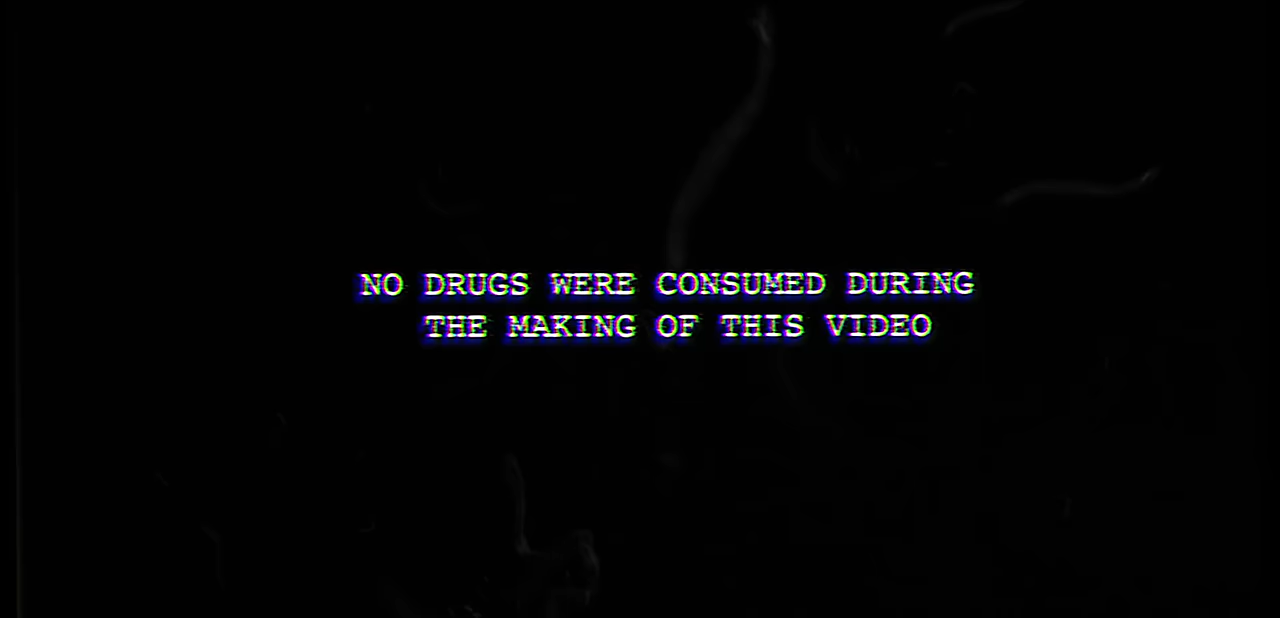 NO DRUGS WERE CONSUMED DURING
THE MAKING OF THIS VIDEO